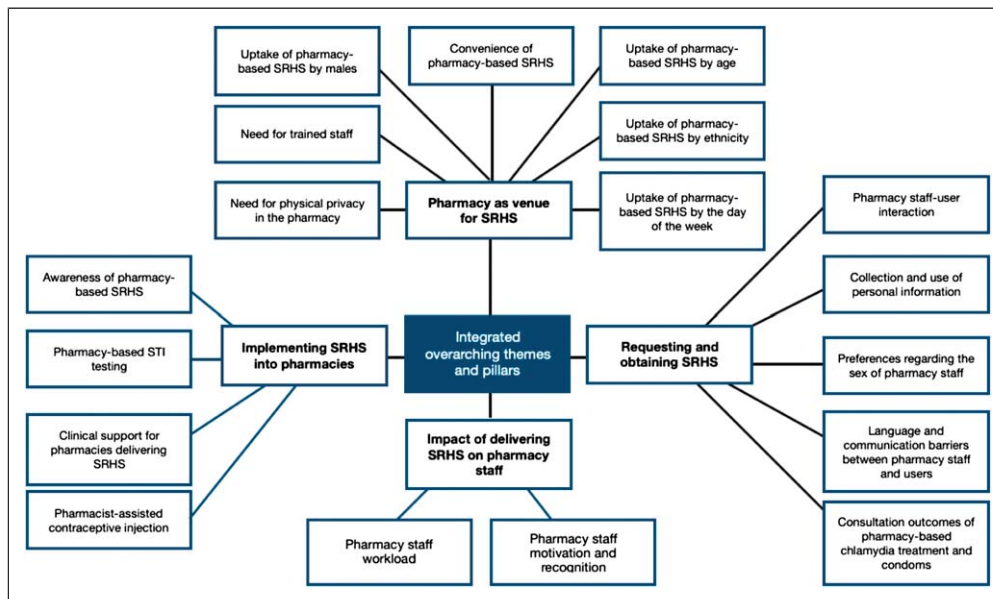 Uptake of pharmacy-
based SRHS by males
Convenience of
pharmacy-based SRHS
Uptake of pharmacy-
based SRHS by age
Need for trained staff
Uptake of pharmacy-
based SRHS by ethnicity
Need for physical privacy
in the pharmacy
Pharmacy as venue
for SRHS
Uptake of pharmacy-
based SRHS by the day
of the week
Pharmacy staff-user
interaction
Awareness of pharmacy-
based SRHS
Collection and use of
personal information
Pharmacy-based STI
testing
Implementing SRHS
into pharmacies
Integrated
overarching themes
and pillars
Requesting and
obtaining SRHS
Preferences regarding the
sex of pharmacy staff
Clinical support for
pharmacies delivering
SRHS
Impact of delivering
SRHS on pharmacy
staff
Language and
communication barriers
between pharmacy staff
and users
Pharmacist-assisted
contraceptive injection
Pharmacy staff
workload
Pharmacy staff
motivation and
recognition
Consultation outcomes of
pharmacy-based
chlamydia treatment and
condoms